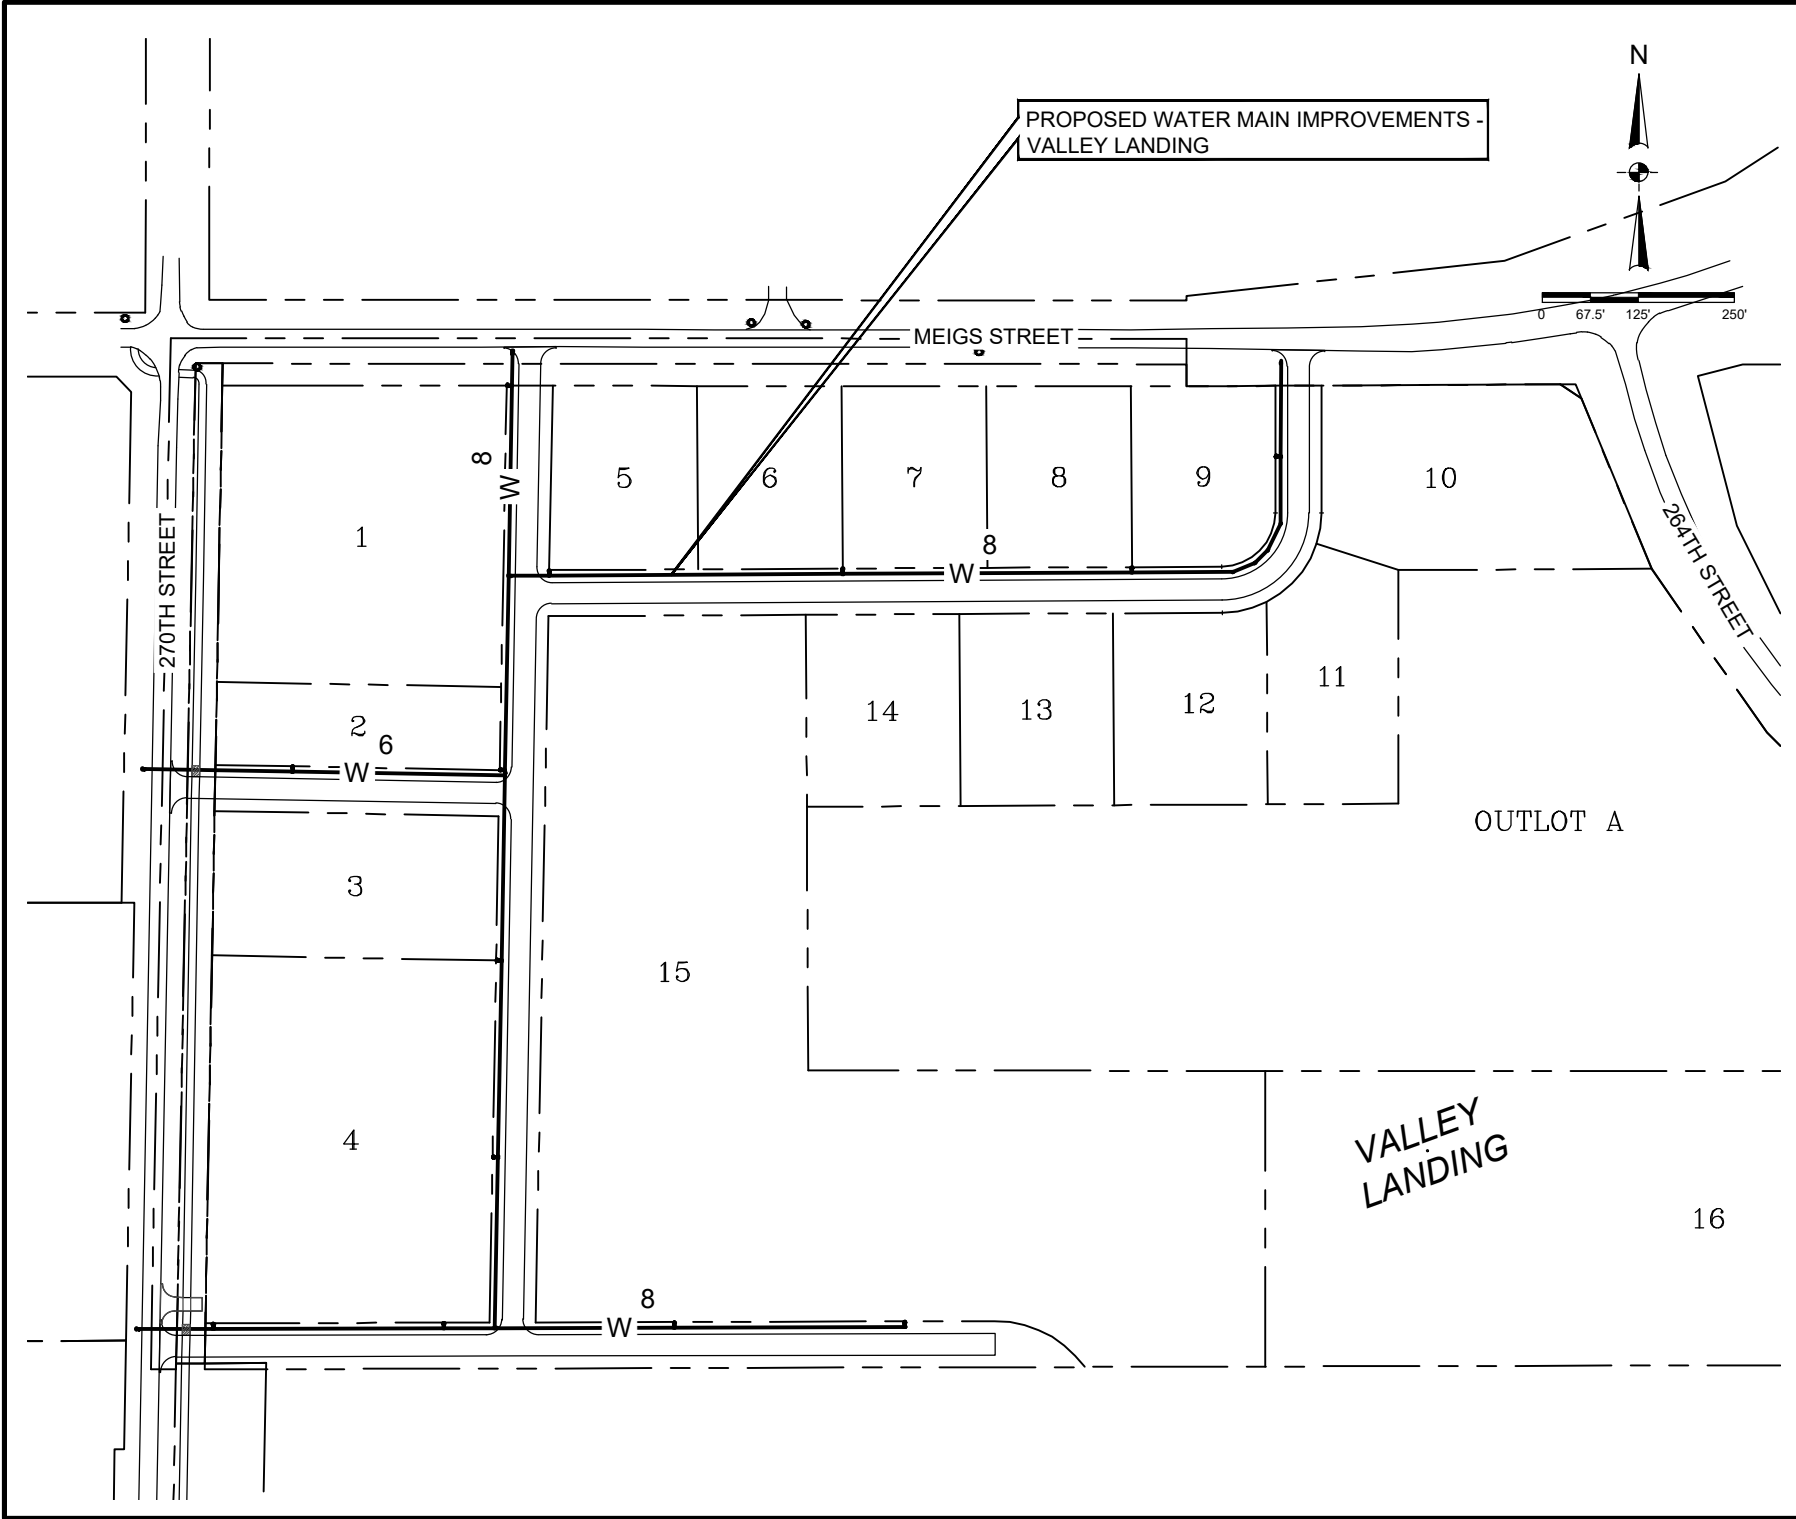 N
PROPOSED WATER MAIN IMPROVEMENTS -
VALLEY LANDING
0 67.5' 125' 250'
MEIGS STREET
8
W
5
6
7
8
9
10
1
270TH STREET
264TH STREET
8
W
2
6
W
14
13
12
11
OUTLOT A
3
15
4
VALLEY
LANDING
16
8
W